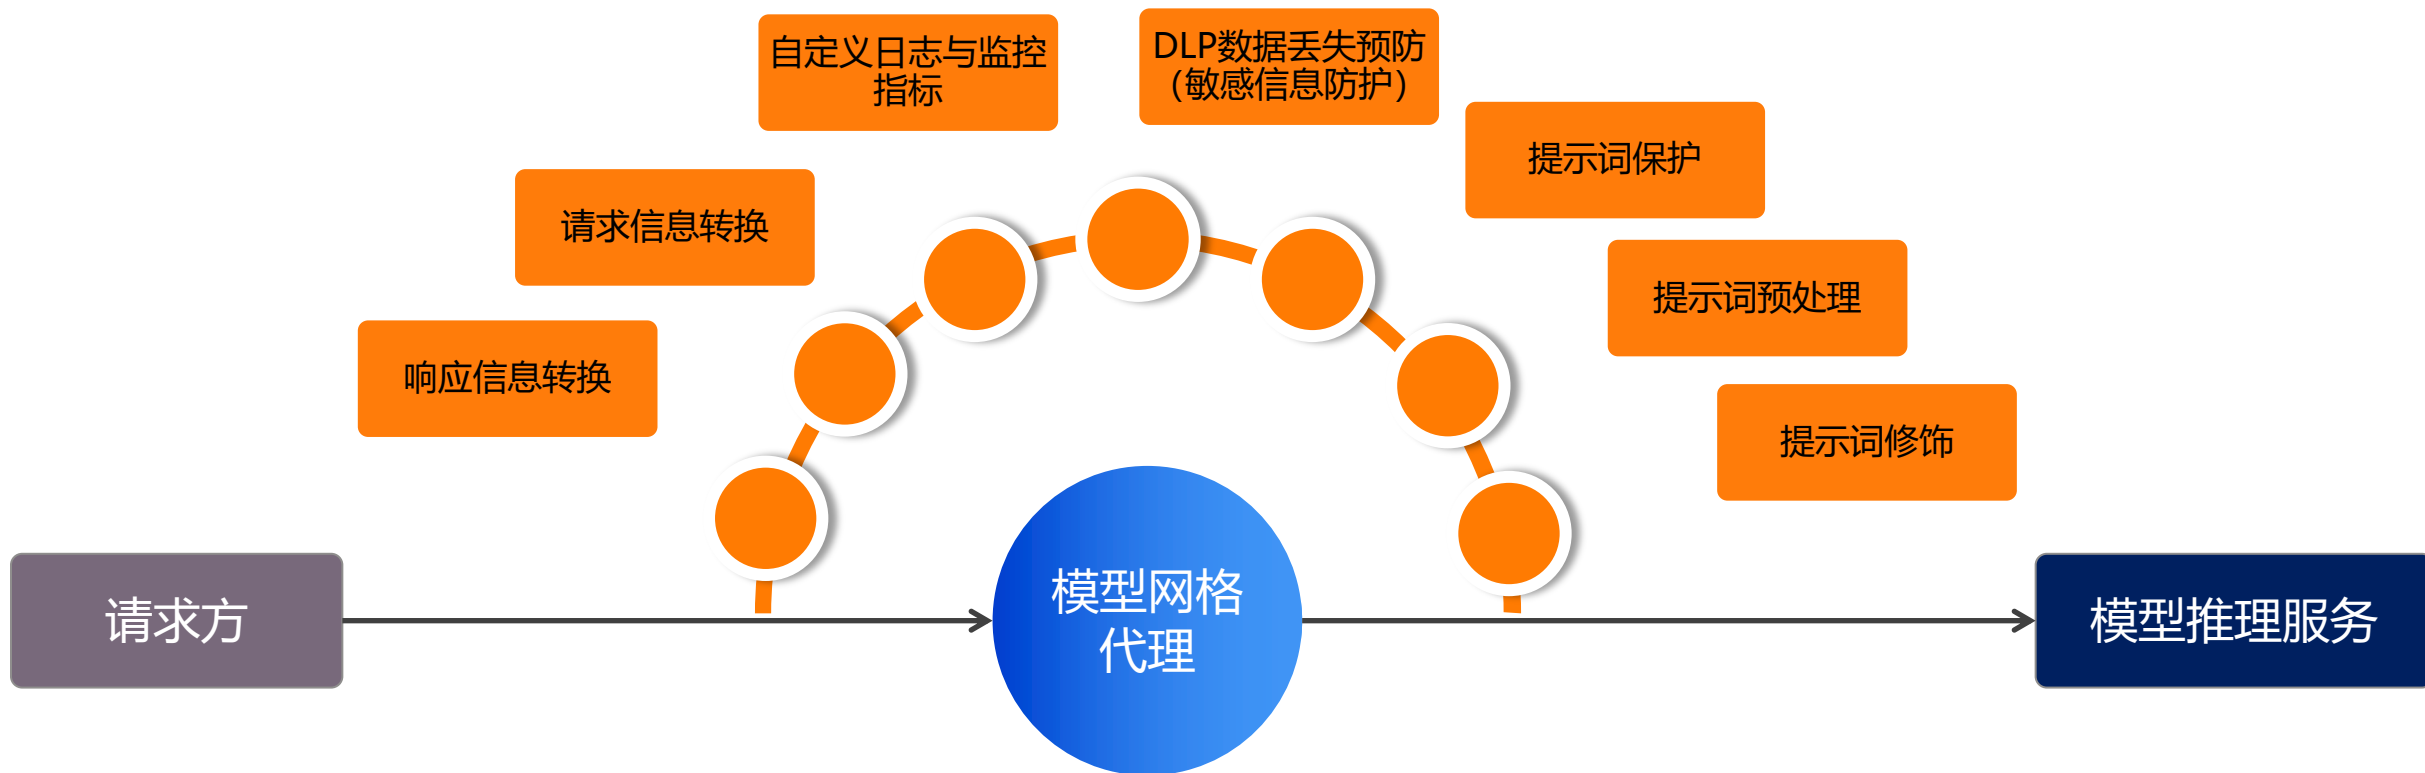 自定义日志与监控
指标
DLP数据丢失预防
（敏感信息防护）
提示词保护
请求信息转换
提示词预处理
响应信息转换
提示词修饰
请求方
模型网格
代理
模型推理服务